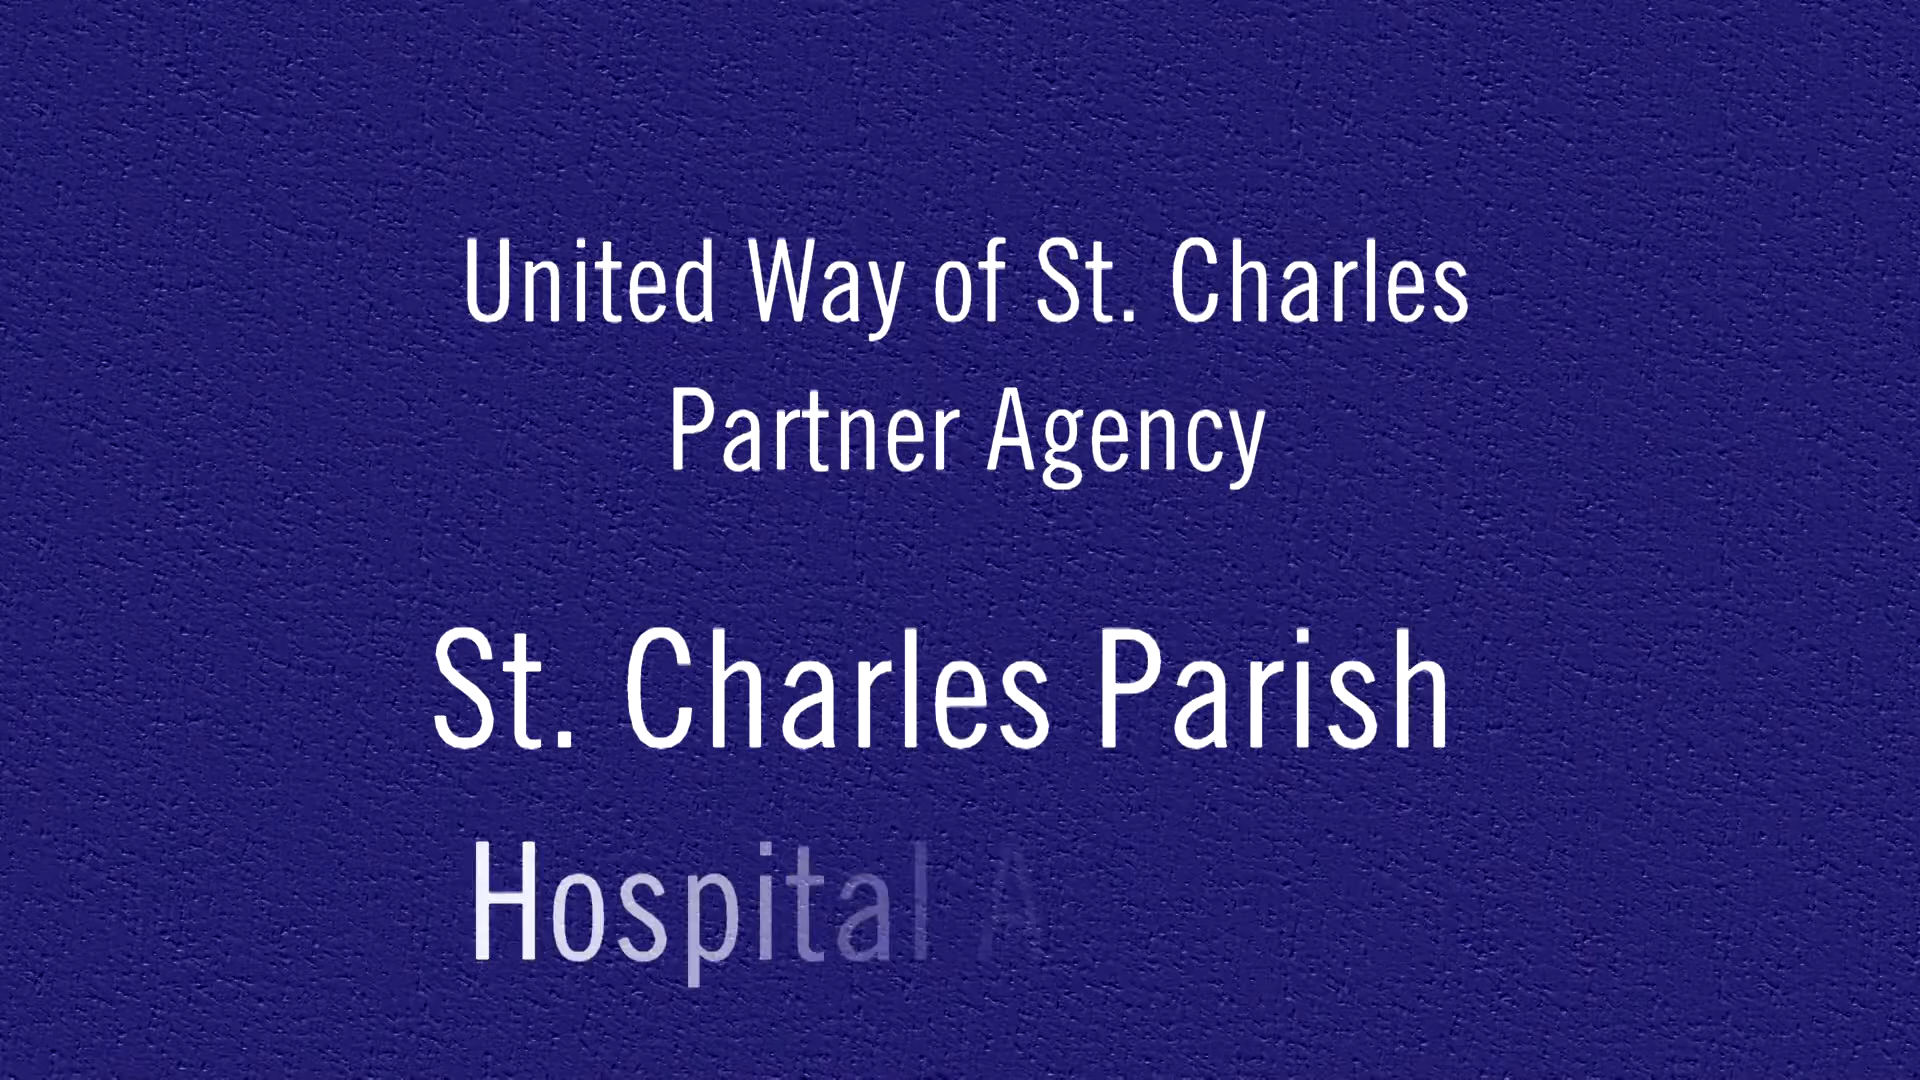 United Way of St. Charles
Partner Agency
St. Charles Parish
Hospital A